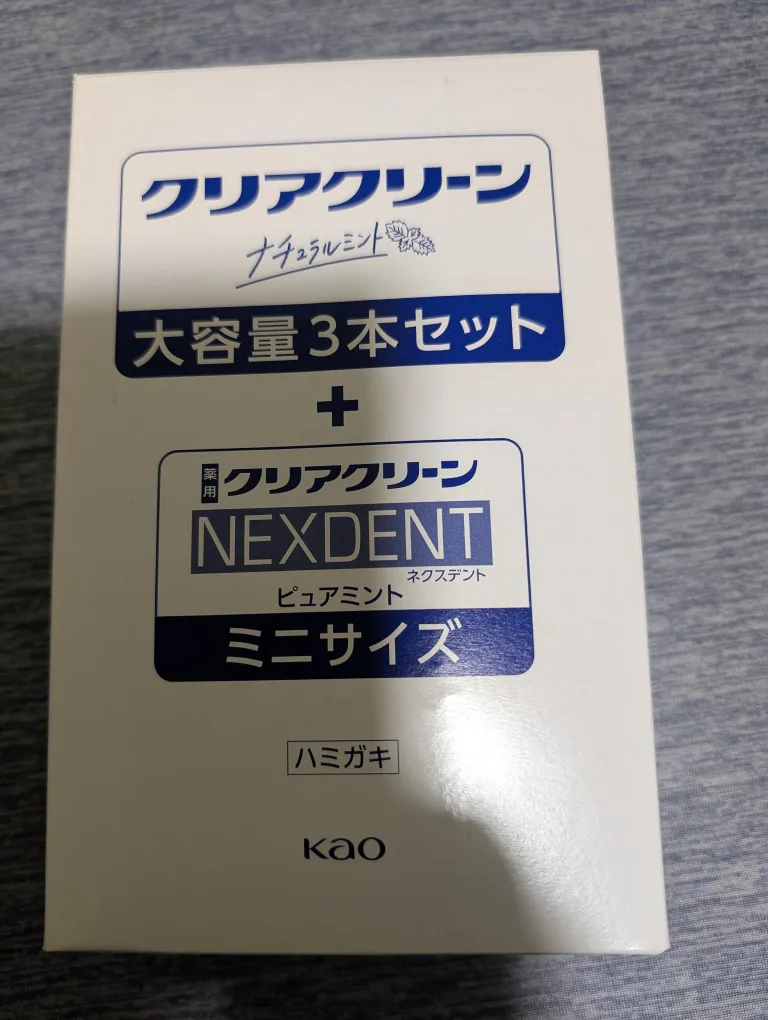 クリアクリーン
ナチュラルミント
大容量3本セット
+
薬用 クリアクリーン
NEXDENT
ネクスデント
ピュアミント
ミニサイズ
ハミガキ
Kao